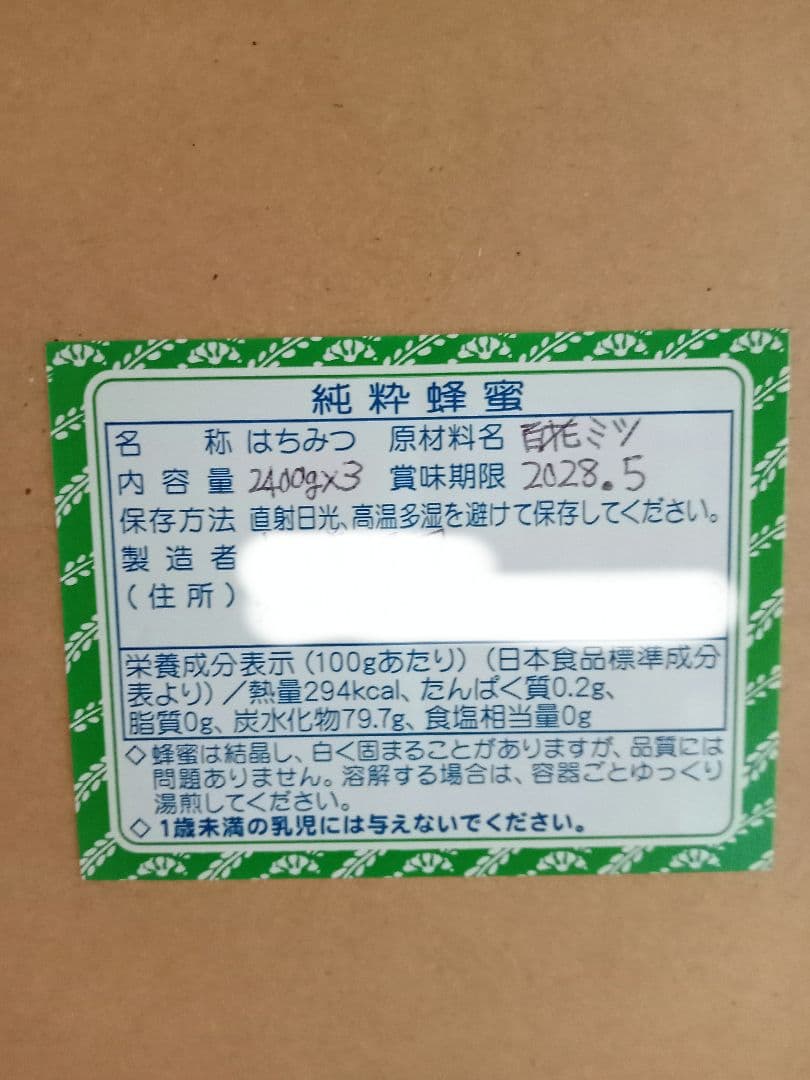 純粋蜂蜜
名称 はちみつ 原材料名 百花ミツ
内容量 2400g×3 賞味期限 2028.5
保存方法 直射日光、高温多湿を避けて保存してください。
製造者
(住所)
栄養成分表示(100gあたり)(日本食品標準成分
表より)/熱量294kcal、たんぱく質0.2g、
脂質0g、炭水化物79.7g、食塩相当量0g
◇蜂蜜は結晶し、白く固まることがありますが、品質には
問題ありません。溶解する場合は、容器ごとゆっくり
湯煎してください。
◇1歳未満の乳児には与えないでください。